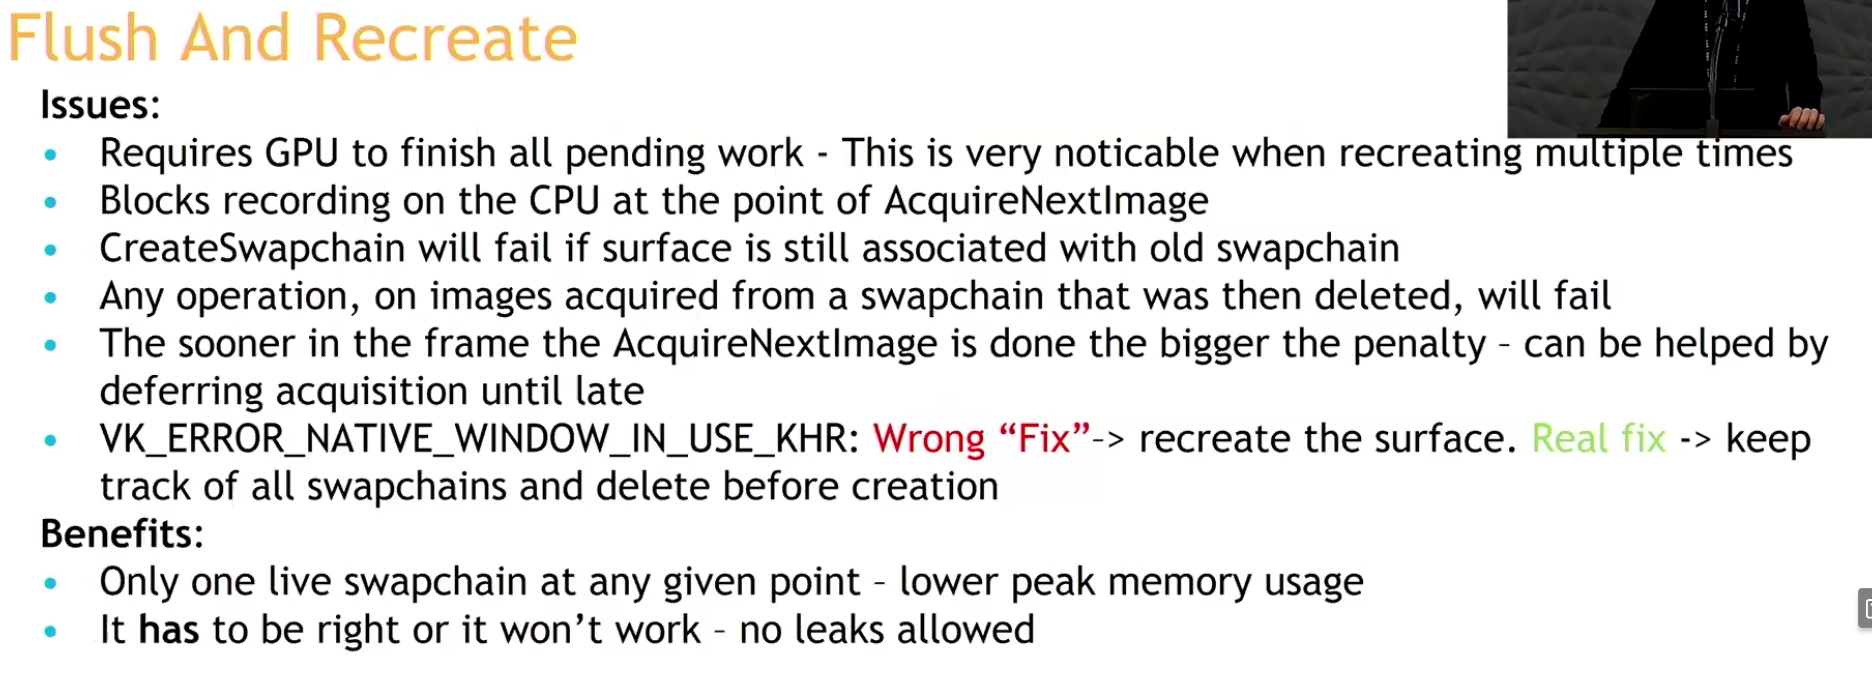 Flush And Recreate
Issues:
• Requires GPU to finish all pending work - This is very noticable when recreating multiple times
• Blocks recording on the CPU at the point of AcquireNextImage
• CreateSwapchain will fail if surface is still associated with old swapchain
• Any operation, on images acquired from a swapchain that was then deleted, will fail
• The sooner in the frame the AcquireNextImage is done the bigger the penalty – can be helped by
deferring acquisition until late
• VK_ERROR_NATIVE_WINDOW_IN_USE_KHR: Wrong “Fix”-> recreate the surface. Real fix -> keep
track of all swapchains and delete before creation
Benefits:
• Only one live swapchain at any given point – lower peak memory usage
• It has to be right or it won’t work – no leaks allowed